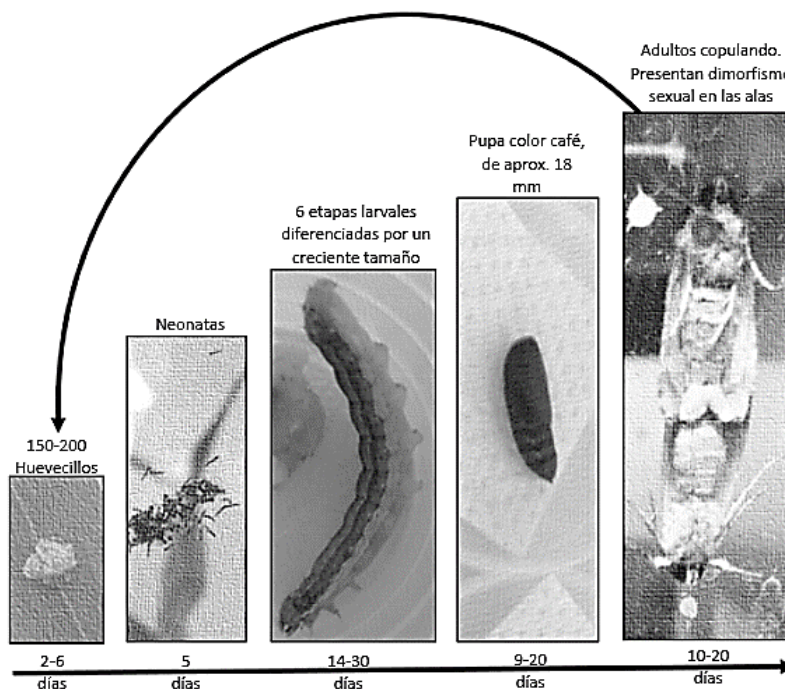 Adultos copulando.
Presentan dimorfismo
sexual en las alas
Pupa color café,
de aprox. 18
mm
6 etapas larvales
diferenciadas por un
creciente tamaño
Neonatas
150-200
Huevecillos
2-6
días
5
días
14-30
días
9-20
días
10-20
días